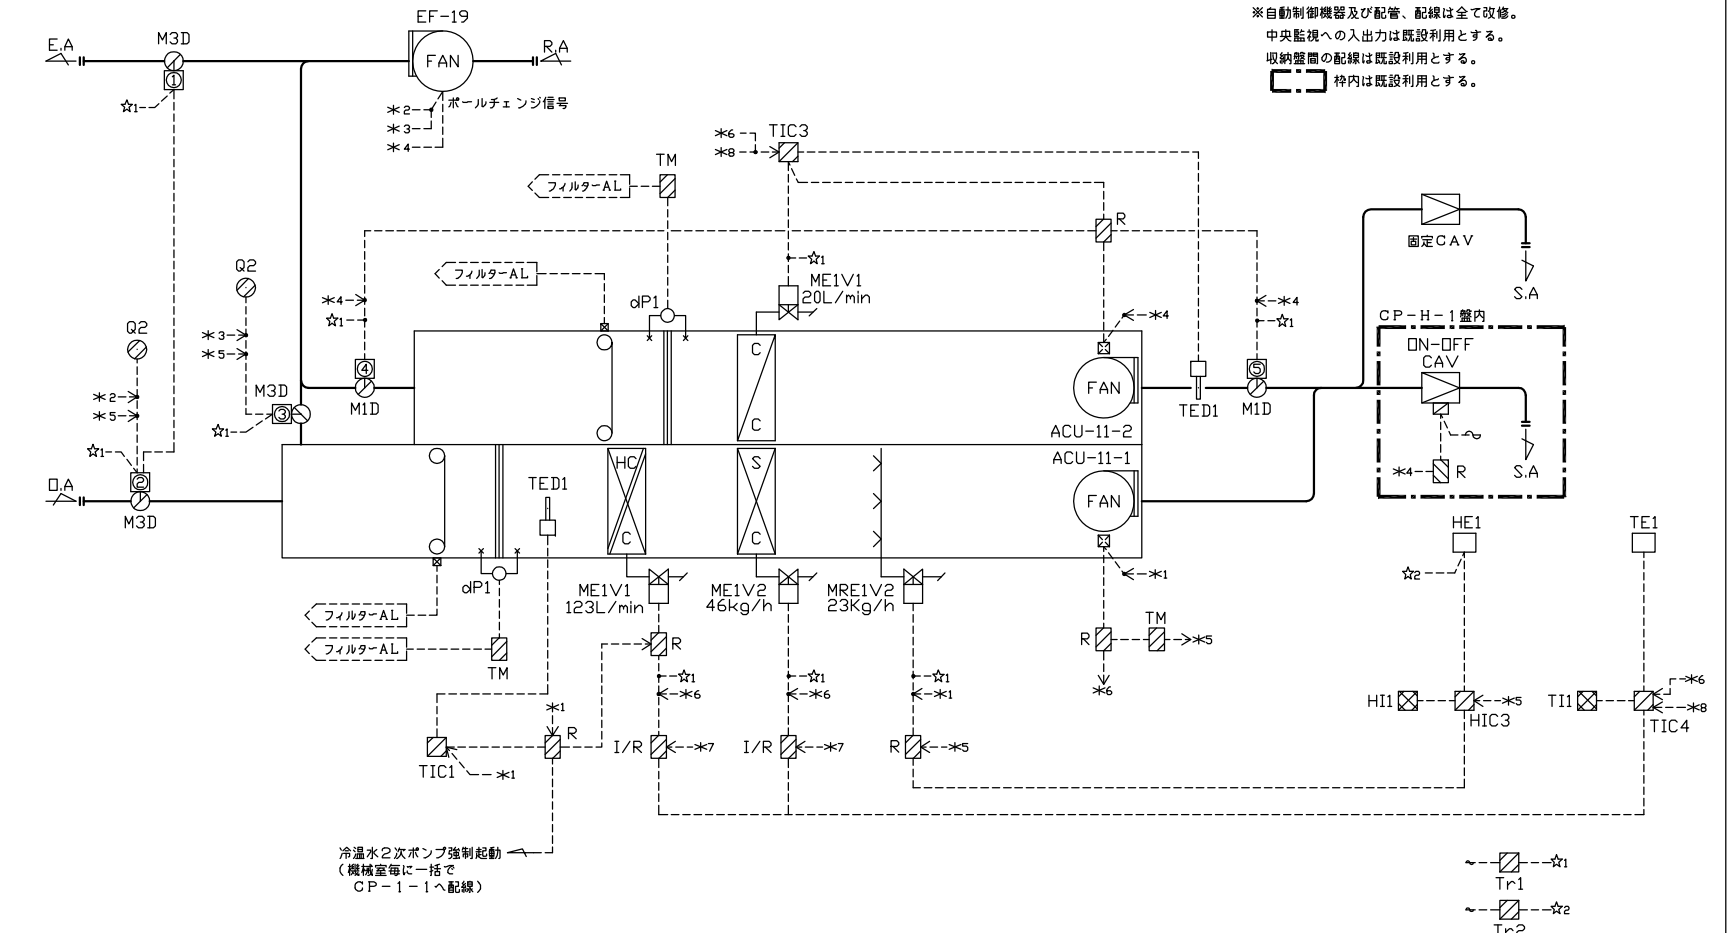 ※自動制御機器及び配管、配線は全て改修。
中央監視への入出力は既設利用とする。
収納盤間の配線は既設利用とする。
枠内は既設利用とする。
EF-19
E.A
M3D
FAN
R.A
①
☆1
ポールチェンジ信号
*2
*3
*4
*6
*8
TIC3
TM
フィルターAL
R
固定CAV
S.A
Q2
フィルターAL
☆1
ME1V1
20L/min
*4
☆1
dP1
*4
*4
☆1
CP-H-1盤内
ON-OFF
CAV
Q2
*3
*5
M3D
③
☆1
④
M1D
C
C
FAN
ACU-11-2
TED1
⑤
M1D
*4
R
S.A
*2
*5
☆1
②
O.A
M3D
TED1
HC
C
S
C
ACU-11-1
FAN
dP1
ME1V1
123L/min
ME1V2
46kg/h
MRE1V2
23Kg/h
*1
HE1
TE1
☆2
フィルターAL
フィルターAL
TM
R
R
TM
*5
*6
☆1
*6
☆1
*6
☆1
*1
HI1
*5
HIC3
TI1
*6
*8
TIC4
*1
R
TIC1
*1
I/R
*7
I/R
*7
R
*5
冷温水2次ポンプ強制起動
(機械室毎に一括で
CP-1-1へ配線)
~
☆1
Tr1
~
☆2
Tr2